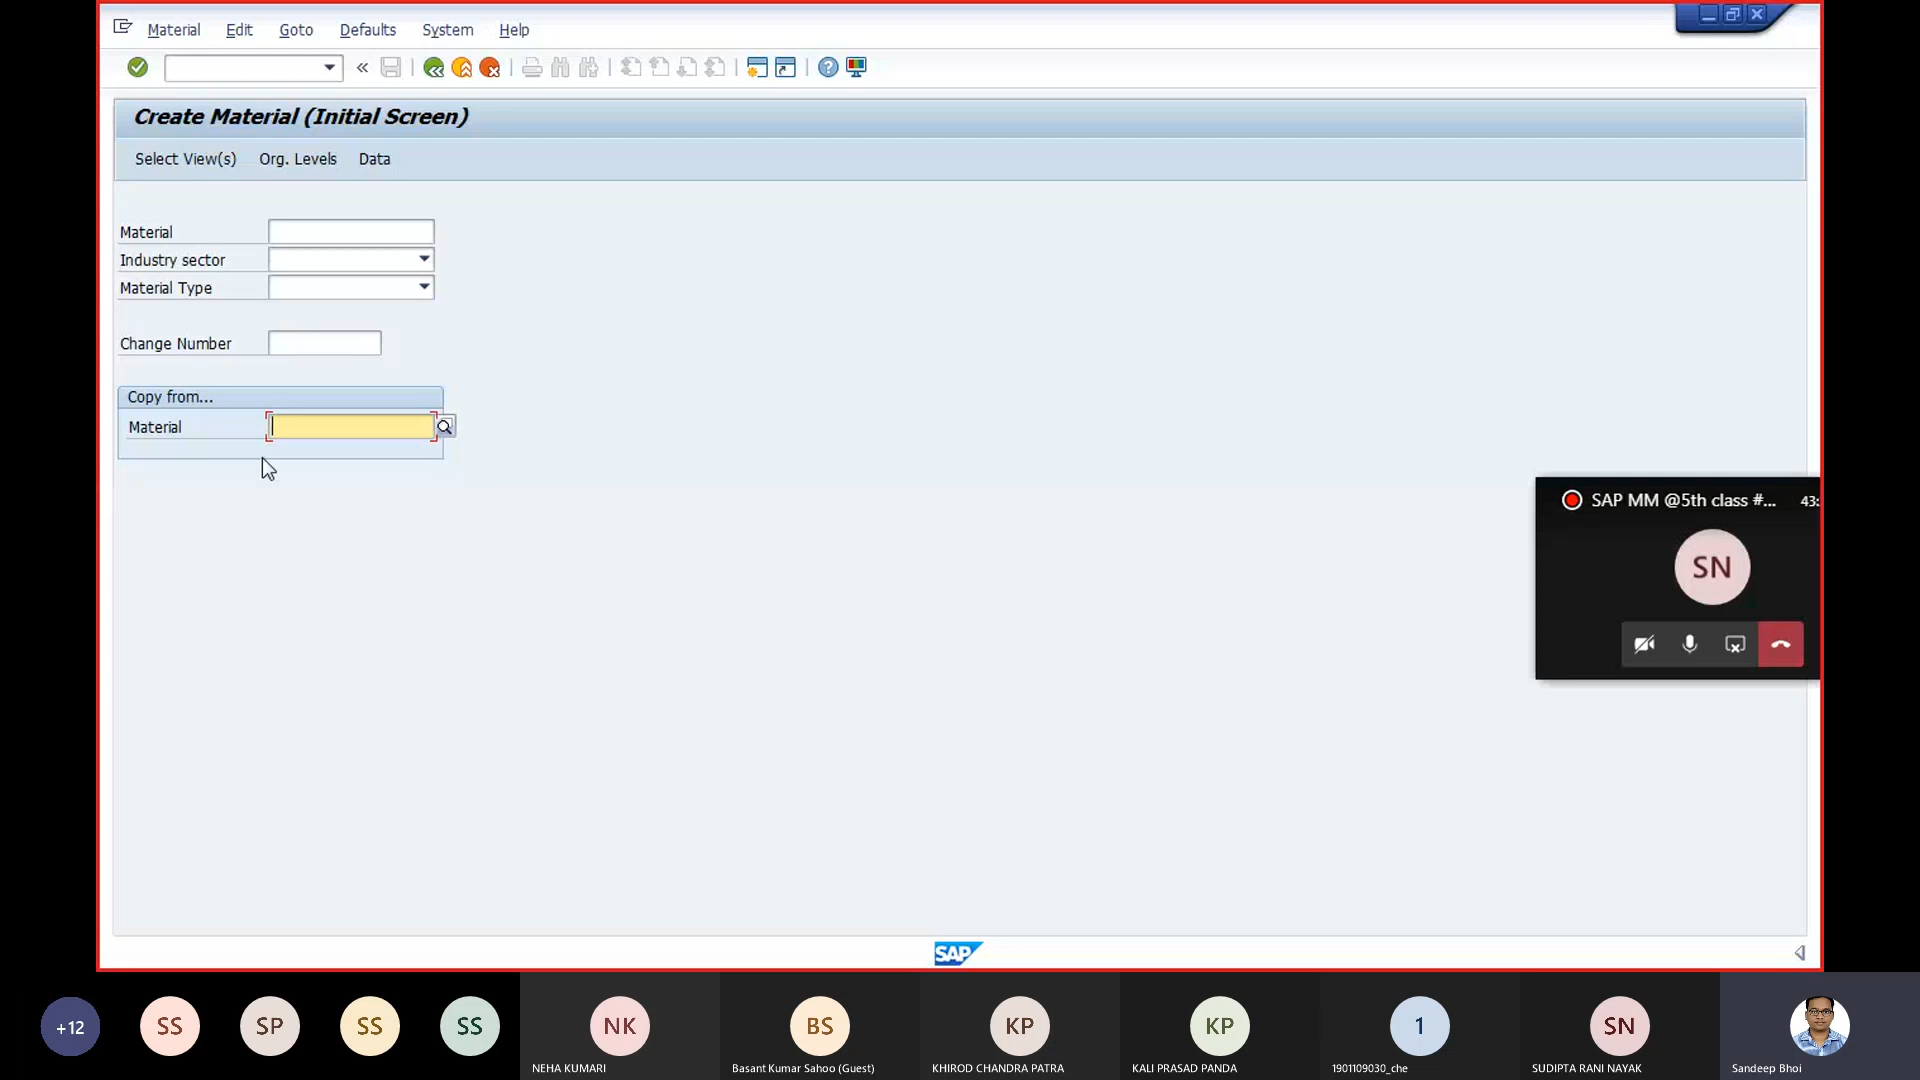 Material Edit Goto Defaults System Help
Create Material (Initial Screen)
Select View(s) Org. Levels Data
Material
Industry sector
Material Type
Change Number
Copy from...
Material
SAP MM @5th class #... 43:
SN
SAP
+12 SS SP SS SS NK BS KP KP 1 SN
NEHA KUMARI Basant Kumar Sahoo (Guest) KHIROD CHANDRA PATRA KALI PRASAD PANDA 1901109030_che SUDIPTA RANI NAYAK Sandeep Bhoi